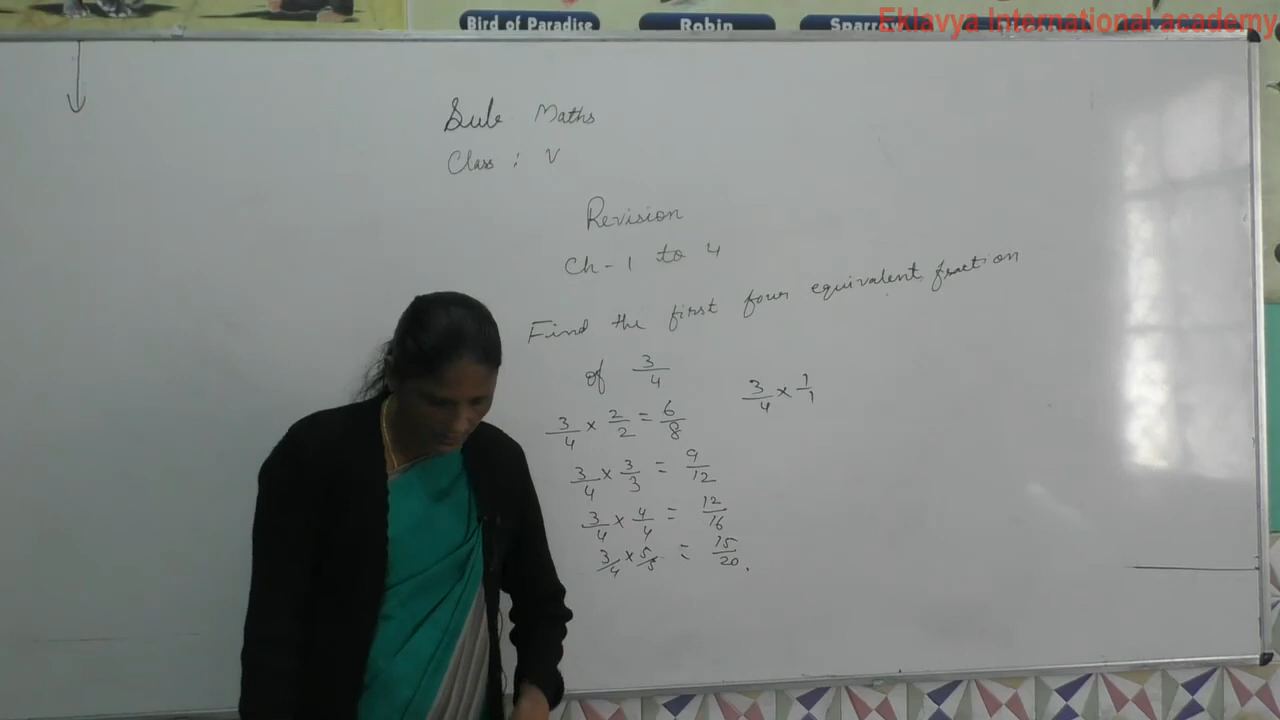 Bird of Paradise Robin Sparrow
Eklavya International academy
Sub Maths
Class : V
Revision
Ch-1 to 4
Find the first four equivalent fraction
of 3/4
3/4 × 1/1
3/4 × 2/2 = 6/8
3/4 × 3/3 = 9/12
3/4 × 4/4 = 12/16
3/4 × 5/5 = 15/20.